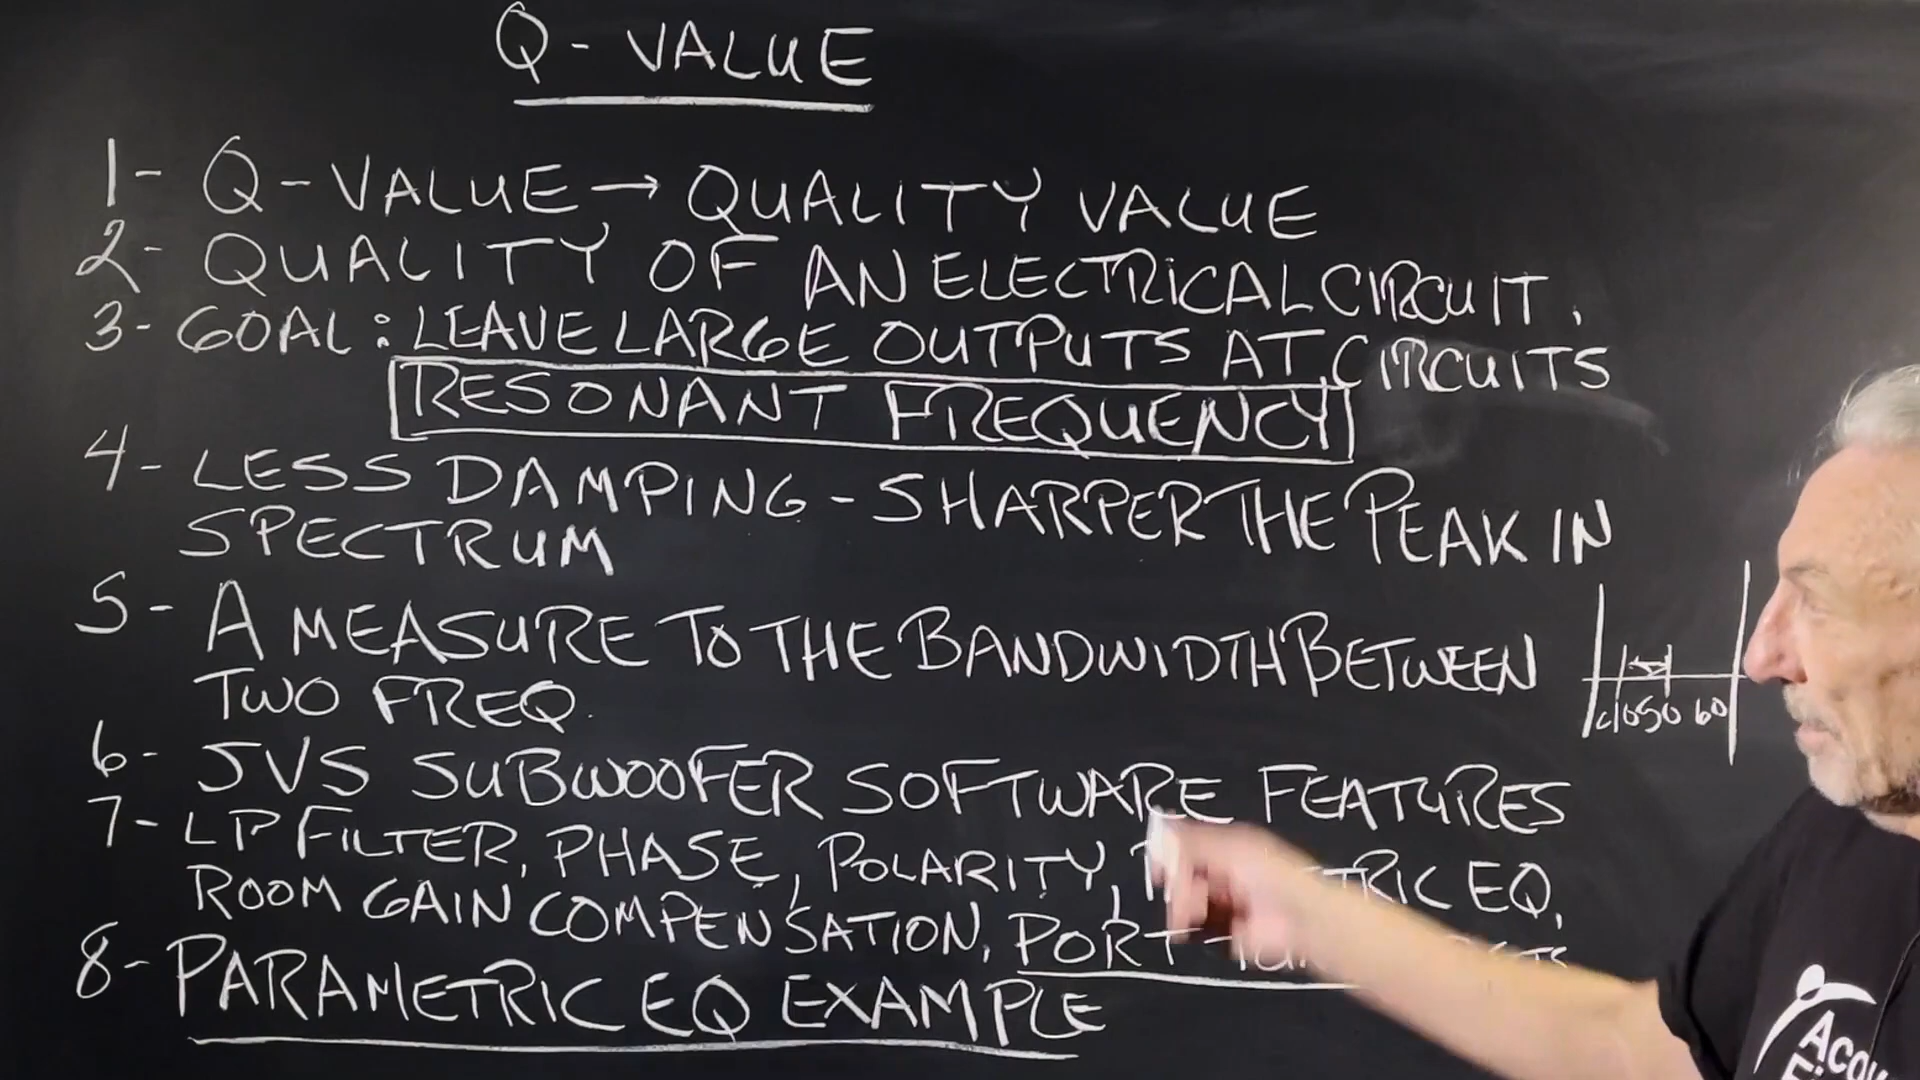 Q - VALUE
1- Q-VALUE → QUALITY VALUE
2- QUALITY OF AN ELECTRICAL CIRCUIT.
3- GOAL: LEAVE LARGE OUTPUTS AT CIRCUITS
RESONANT FREQUENCY
4- LESS DAMPING - SHARPER THE PEAK IN
SPECTRUM
5- A MEASURE TO THE BANDWIDTH BETWEEN
TWO FREQ.
6- SVS SUBWOOFER SOFTWARE FEATURES
7- LP FILTER, PHASE, POLARITY, EQ,
ROOM GAIN COMPENSATION, PORT
8- PARAMETRIC EQ EXAMPLE
40 50 60